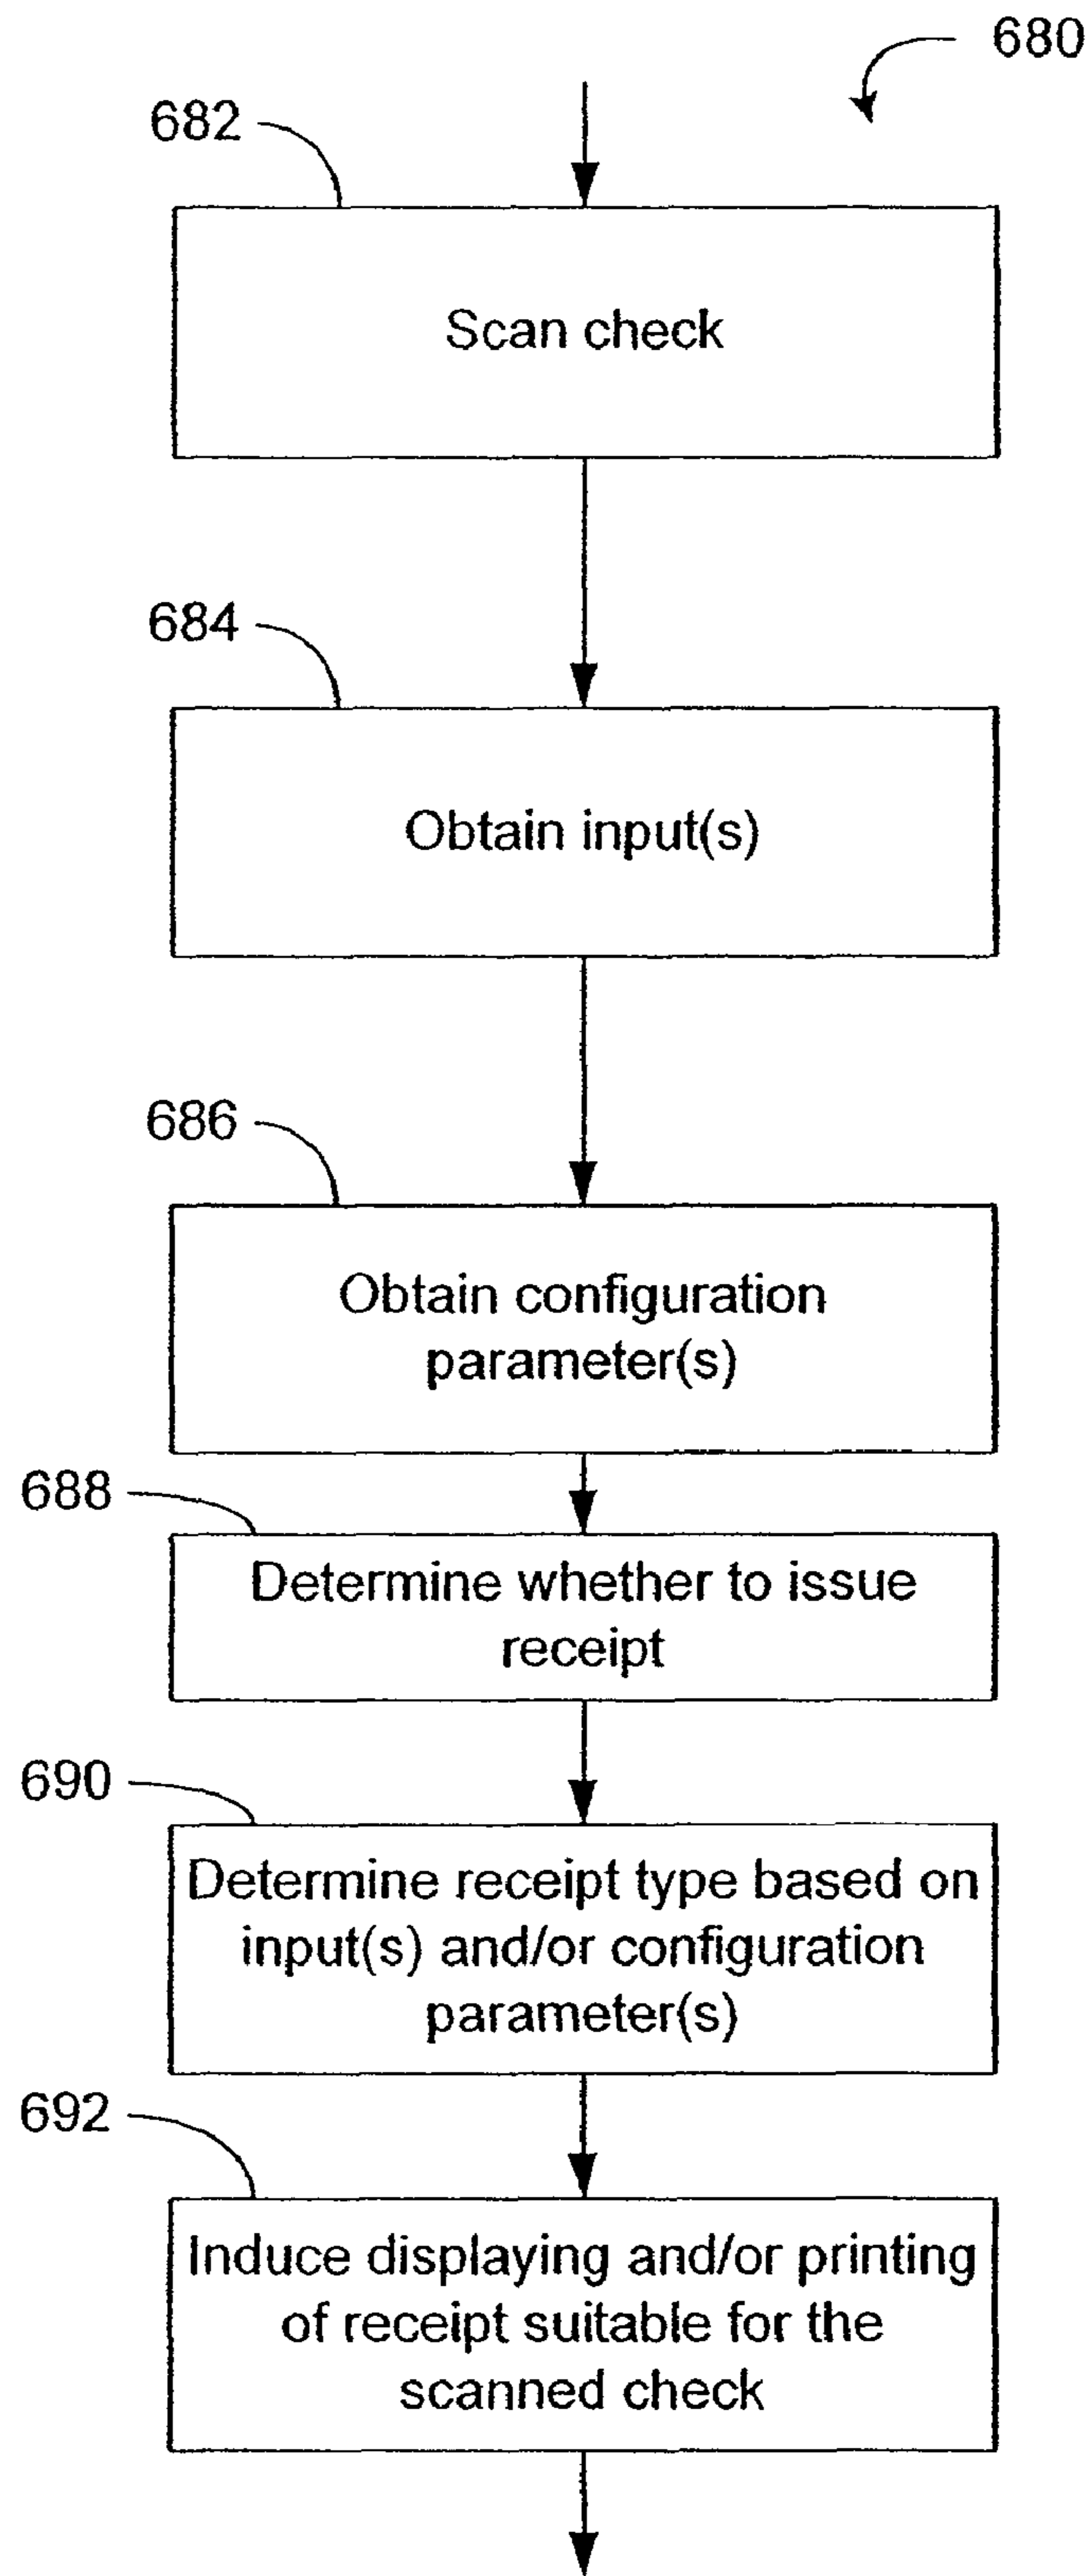 680
682
Scan check
684
Obtain input(s)
686
Obtain configuration
parameter(s)
688
Determine whether to issue
receipt
690
Determine receipt type based on
input(s) and/or configuration
parameter(s)
692
Induce displaying and/or printing
of receipt suitable for the
scanned check